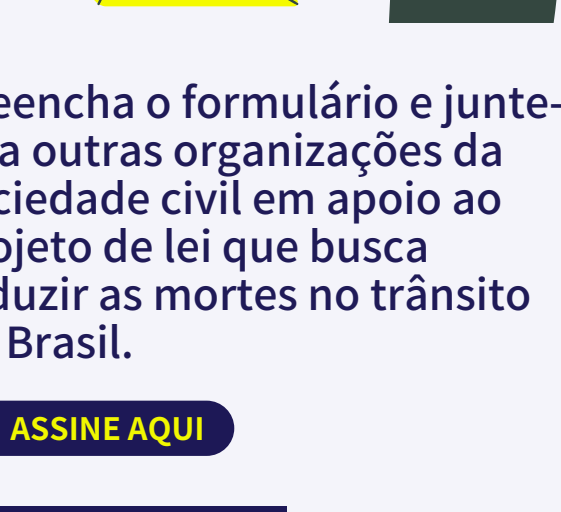 eencha o formulário e junte-
a outras organizações da
ciedade civil em apoio ao
ojeto de lei que busca
duzir as mortes no trânsito
Brasil.
ASSINE AQUI